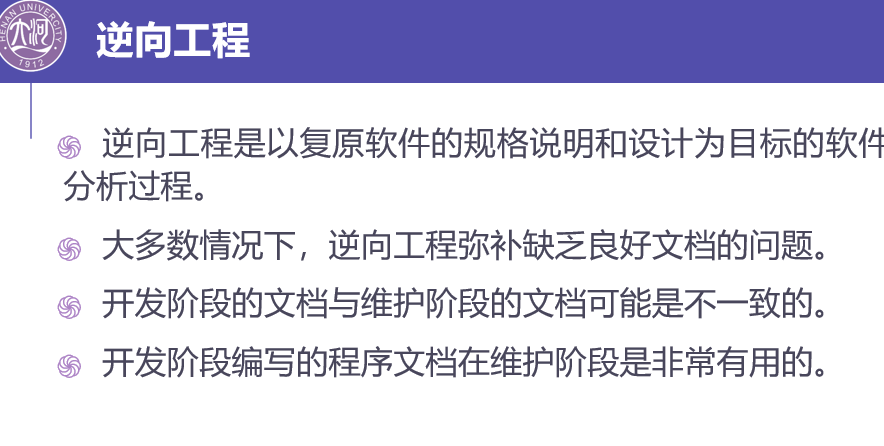 HENAN UNIVERSITY
1912
逆向工程
逆向工程是以复原软件的规格说明和设计为目标的软件
分析过程。
大多数情况下，逆向工程弥补缺乏良好文档的问题。
开发阶段的文档与维护阶段的文档可能是不一致的。
开发阶段编写的程序文档在维护阶段是非常有用的。